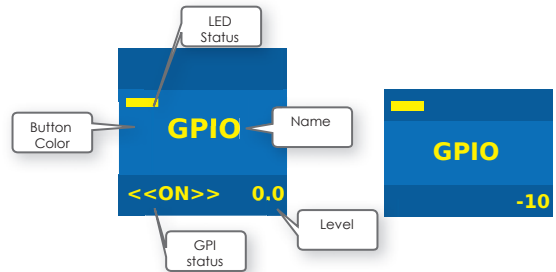 LED
Status
Button
Color
GPIO
Name
<<ON>> 0.0
Level
GPI
status
GPIO
-10